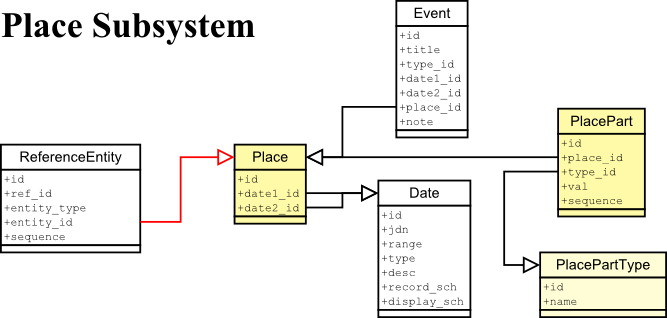 Place Subsystem
Event
+id
+title
+type_id
+date1_id
+date2_id
+place_id
+note
PlacePart
+id
+place_id
+type_id
+val
+sequence
ReferenceEntity
+id
+ref_id
+entity_type
+entity_id
+sequence
Place
+id
+date1_id
+date2_id
Date
+id
+jdn
+range
+type
+desc
+record_sch
+display_sch
PlacePartType
+id
+name